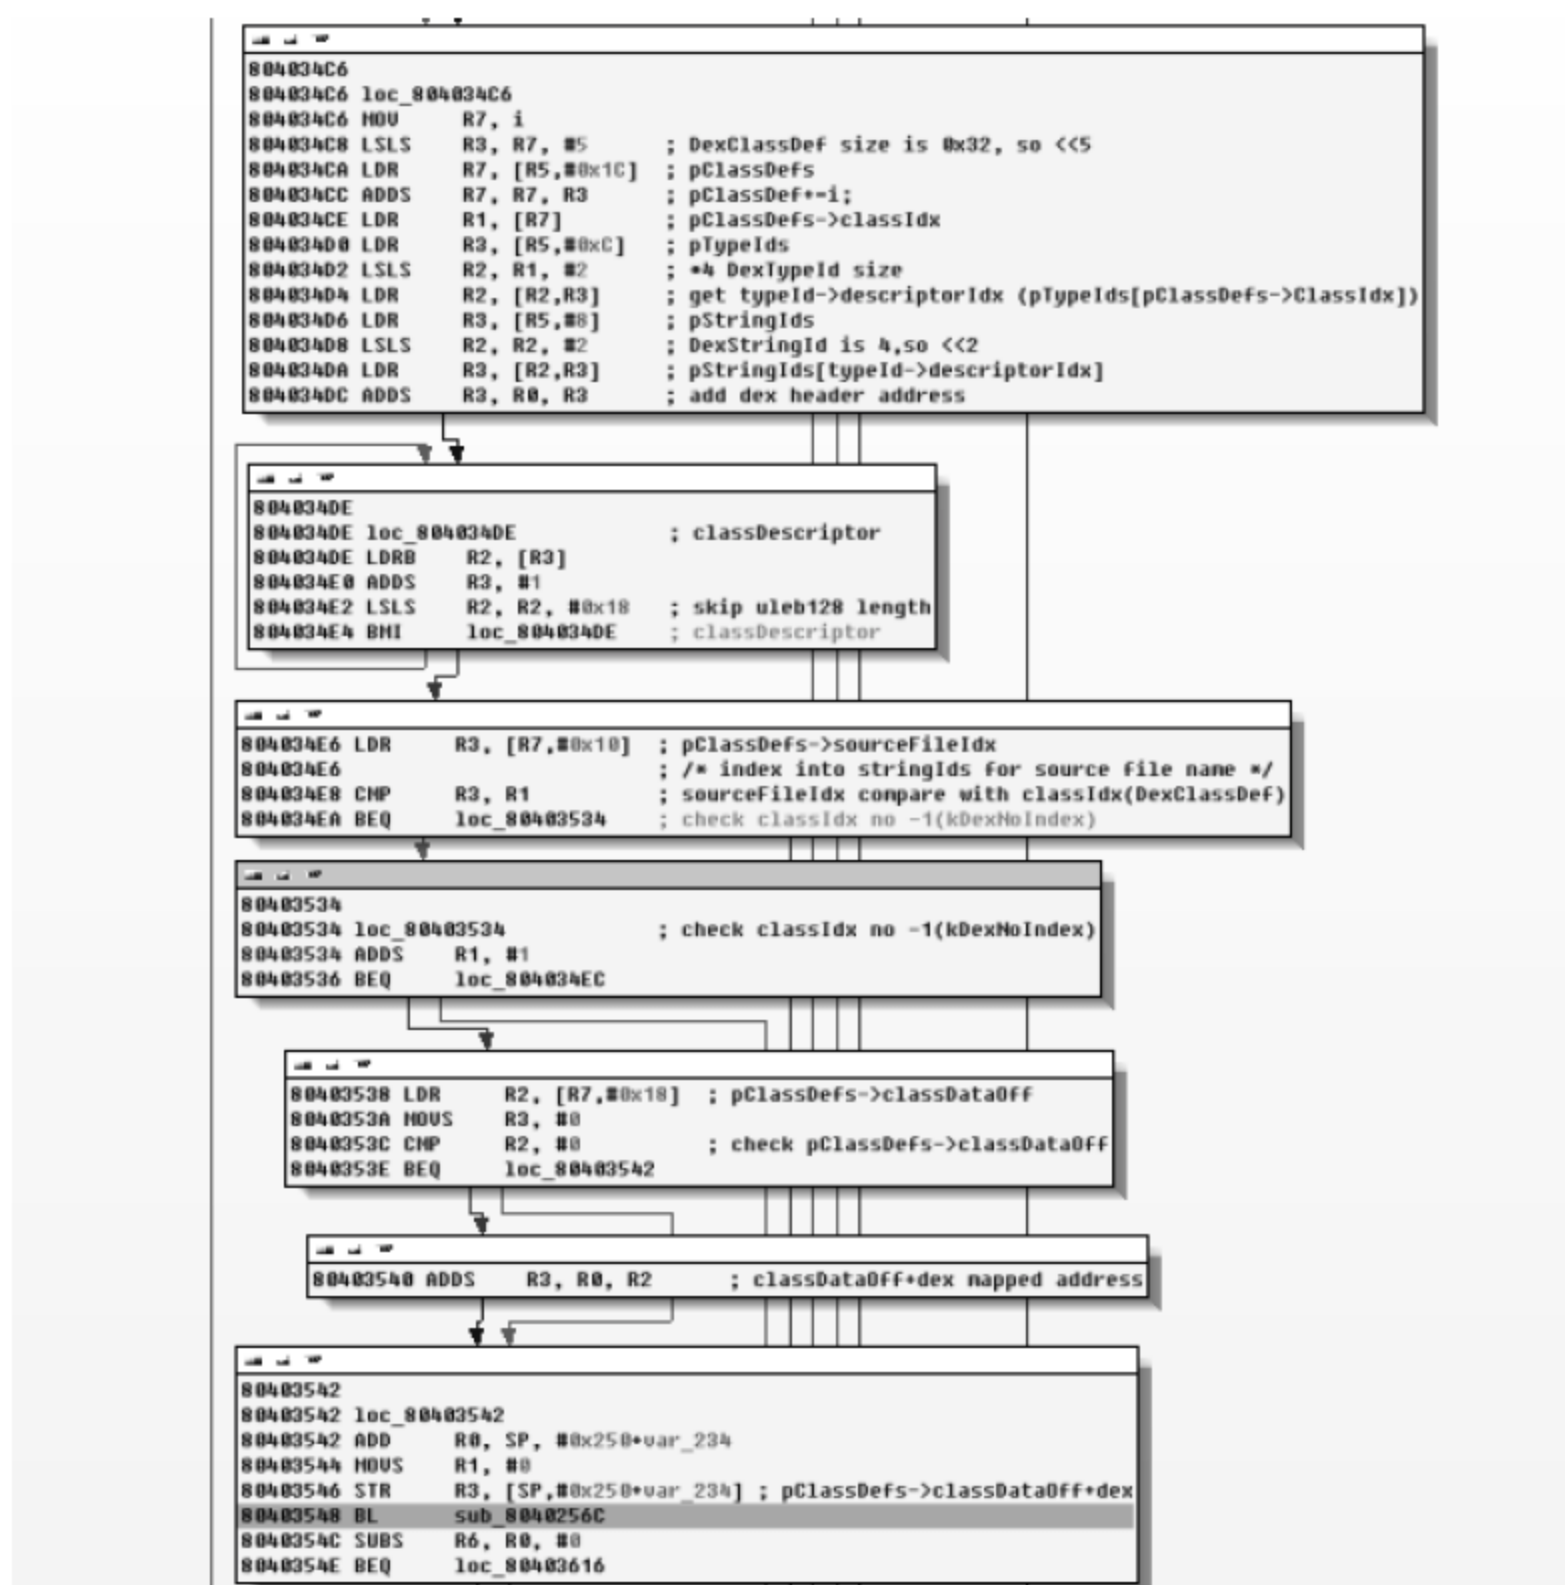 804034C6
804034C6 loc_804034C6
804034C6 MOV R7, i
804034C8 LSLS R3, R7, #5 ; DexClassDef size is 0x32, so <<5
804034CA LDR R7, [R5,#0x1C] ; pClassDefs
804034CC ADDS R7, R7, R3 ; pClassDef+=i;
804034CE LDR R1, [R7] ; pClassDefs->classIdx
804034D0 LDR R3, [R5,#0xC] ; pTypeIds
804034D2 LSLS R2, R1, #2 ; *4 DexTypeId size
804034D4 LDR R2, [R2,R3] ; get typeId->descriptorIdx (pTypeIds[pClassDefs->ClassIdx])
804034D6 LDR R3, [R5,#8] ; pStringIds
804034D8 LSLS R2, R2, #2 ; DexStringId is 4,so <<2
804034DA LDR R3, [R2,R3] ; pStringIds[typeId->descriptorIdx]
804034DC ADDS R3, R0, R3 ; add dex header address
804034DE
804034DE loc_804034DE ; classDescriptor
804034DE LDRB R2, [R3]
804034E0 ADDS R3, #1
804034E2 LSLS R2, R2, #0x18 ; skip uleb128 length
804034E4 BMI loc_804034DE ; classDescriptor
804034E6 LDR R3, [R7,#0x10] ; pClassDefs->sourceFileIdx
804034E6 ; /* index into stringIds for source file name */
804034E8 CMP R3, R1 ; sourceFileIdx compare with classIdx(DexClassDef)
804034EA BEQ loc_80403534 ; check classIdx no -1(kDexNoIndex)
80403534
80403534 loc_80403534 ; check classIdx no -1(kDexNoIndex)
80403534 ADDS R1, #1
80403536 BEQ loc_804034EC
80403538 LDR R2, [R7,#0x18] ; pClassDefs->classDataOff
8040353A MOVS R3, #0
8040353C CMP R2, #0 ; check pClassDefs->classDataOff
8040353E BEQ loc_80403542
80403540 ADDS R3, R0, R2 ; classDataOff+dex mapped address
80403542
80403542 loc_80403542
80403542 ADD R0, SP, #0x250+var_234
80403544 MOVS R1, #0
80403546 STR R3, [SP,#0x250+var_234] ; pClassDefs->classDataOff+dex
80403548 BL sub_8040256C
8040354C SUBS R6, R0, #0
8040354E BEQ loc_80403616